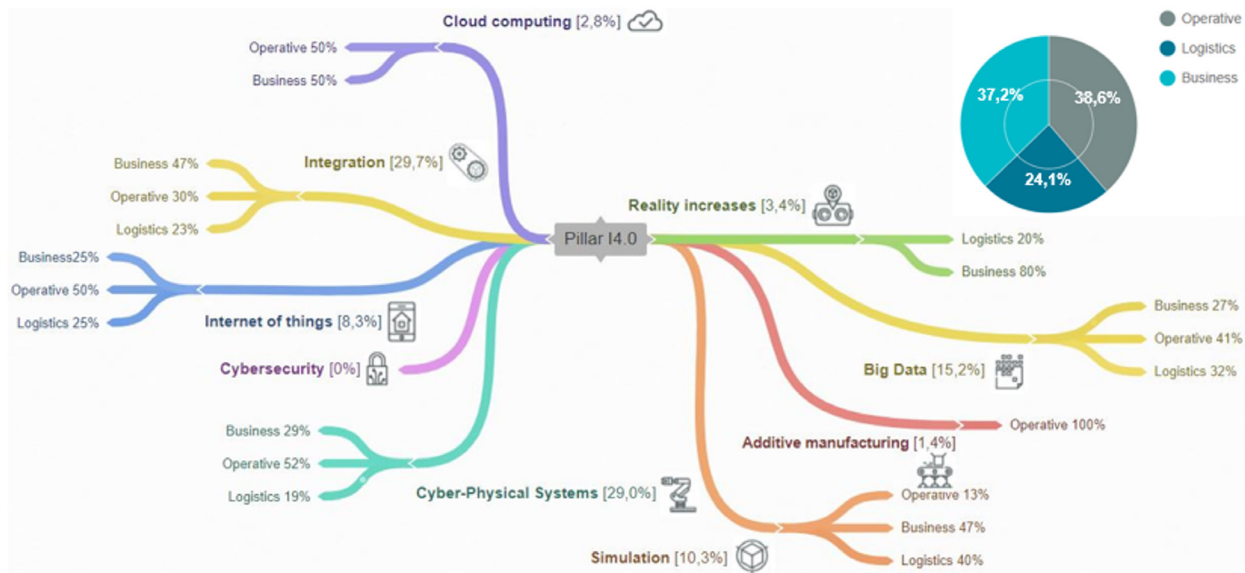 Cloud computing [2,8%]
Operative 50%
Business 50%
Integration [29,7%]
Business 47%
Operative 30%
Logistics 23%
Business25%
Operative 50%
Logistics 25%
Internet of things [8,3%]
Cybersecurity [0%]
Business 29%
Operative 52%
Logistics 19%
Cyber-Physical Systems [29,0%]
Pillar I4.0
Reality increases [3,4%]
Logistics 20%
Business 80%
Business 27%
Operative 41%
Logistics 32%
Big Data [15,2%]
Operative 100%
Additive manufacturing [1,4%]
Operative 13%
Business 47%
Logistics 40%
Simulation [10,3%]
Operative
Logistics
Business
37,2%
38,6%
24,1%